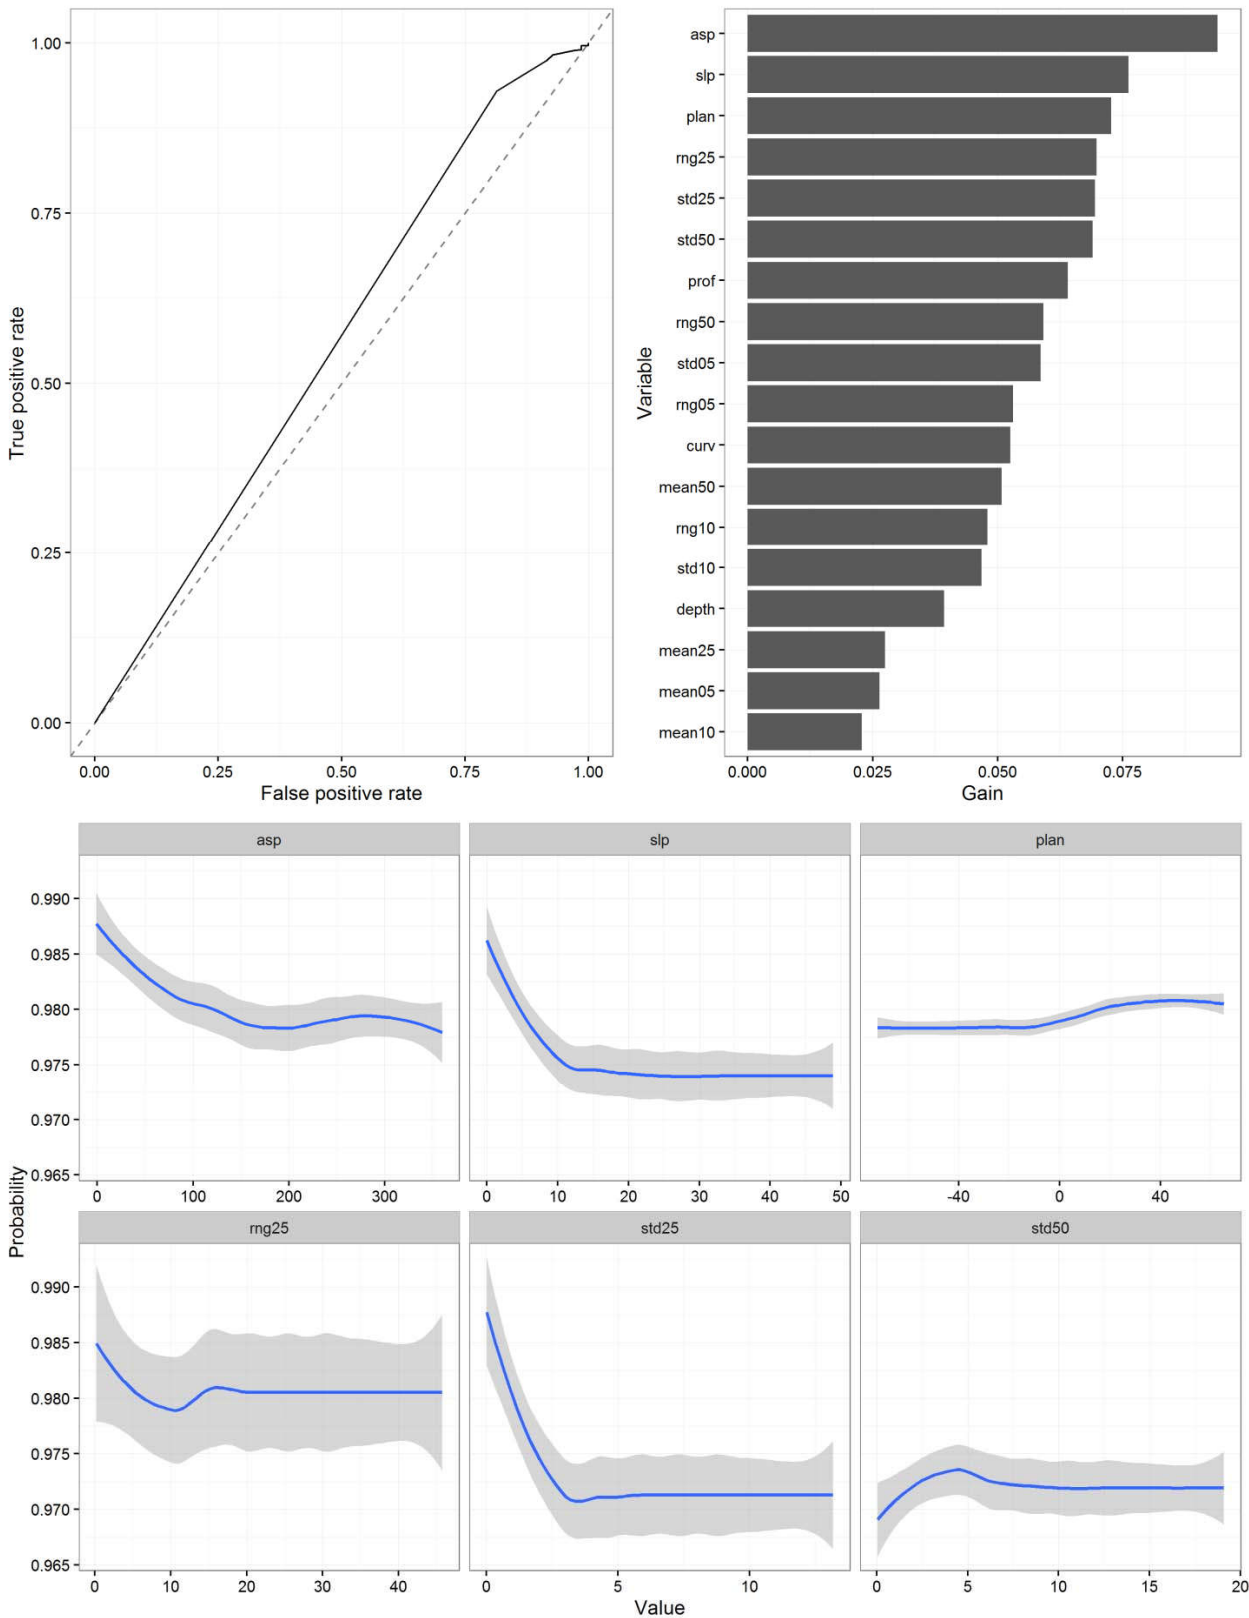 1.00
0.75
0.50
0.25
0.00
True positive rate
0.00 0.25 0.50 0.75 1.00
False positive rate
asp
slp
plan
rng25
std25
std50
prof
rng50
std05
rng05
curv
mean50
rng10
std10
depth
mean25
mean05
mean10
Variable
0.000 0.025 0.050 0.075
Gain
asp slp plan
0.990
0.985
0.980
0.975
0.970
0.965
0 100 200 300 0 10 20 30 40 50 -40 0 40
Probability
rng25 std25 std50
0.990
0.985
0.980
0.975
0.970
0.965
0 10 20 30 40 0 5 10 0 5 10 15 20
Value